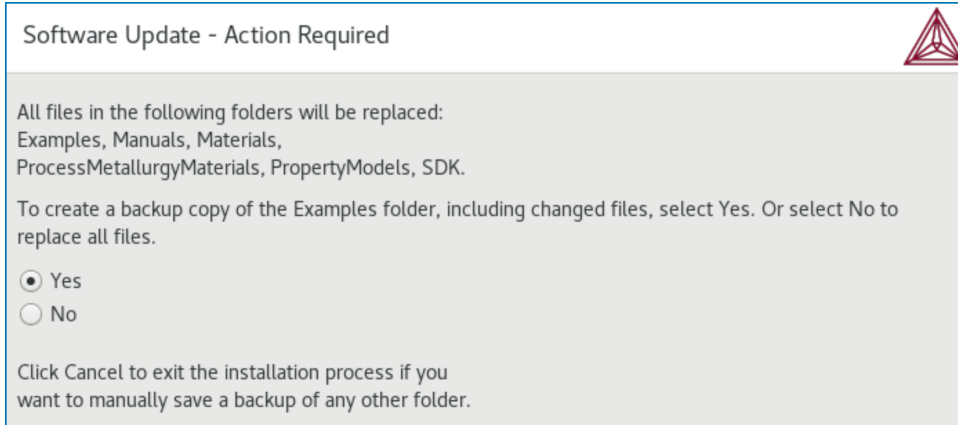 Software Update - Action Required
All files in the following folders will be replaced:
Examples, Manuals, Materials,
ProcessMetallurgyMaterials, PropertyModels, SDK.
To create a backup copy of the Examples folder, including changed files, select Yes. Or select No to
replace all files.
Yes
No
Click Cancel to exit the installation process if you
want to manually save a backup of any other folder.